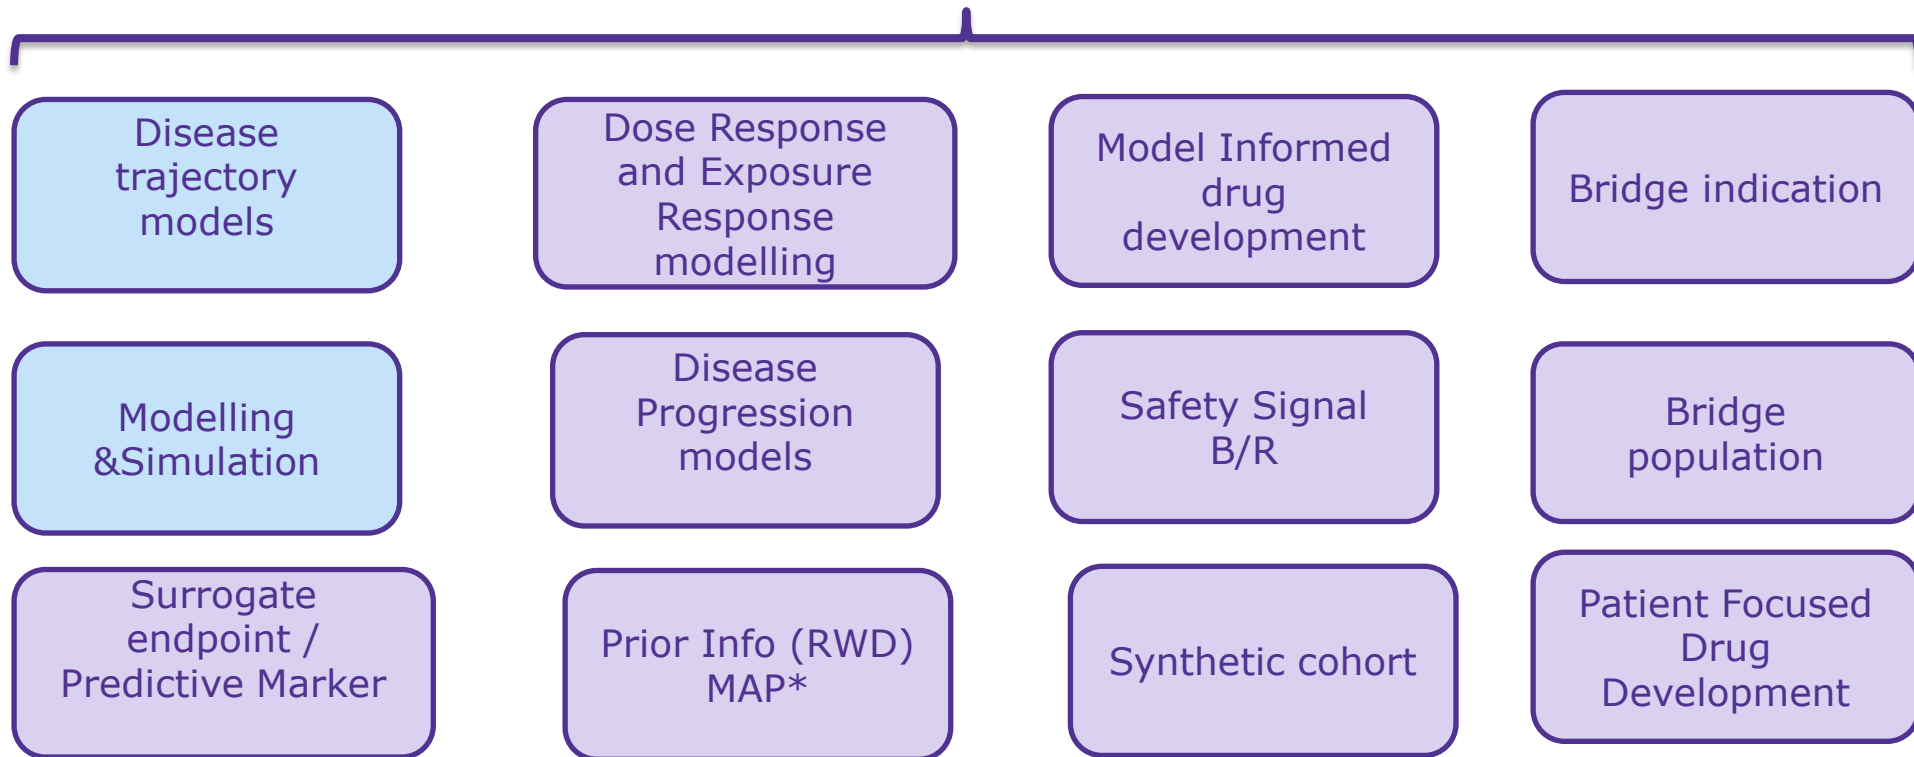 Disease
trajectory
models
Dose Response
and Exposure
Response
modelling
Model Informed
drug
development
Bridge indication
Modelling
&Simulation
Disease
Progression
models
Safety Signal
B/R
Bridge
population
Surrogate
endpoint /
Predictive Marker
Prior Info (RWD)
MAP*
Synthetic cohort
Patient Focused
Drug
Development